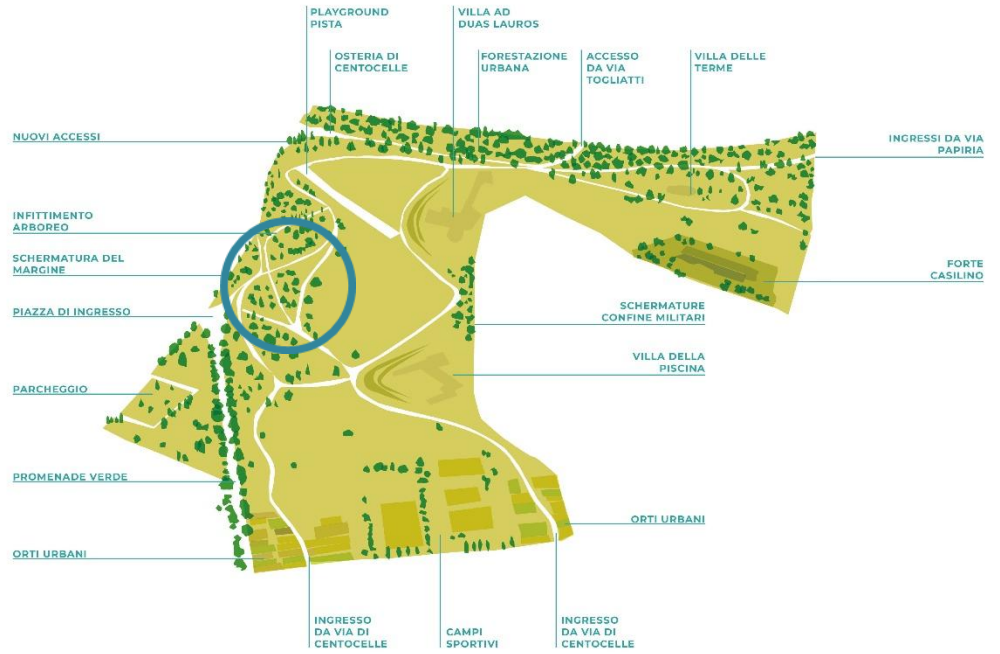 PLAYGROUND
PISTA
VILLA AD
DUAS LAUROS
OSTERIA DI
CENTOCELLE
FORESTAZIONE
URBANA
ACCESSO
DA VIA
TOGLIATTI
VILLA DELLE
TERME
NUOVI ACCESSI
INGRESSI DA VIA
PAPIRIA
INFITTIMENTO
ARBOREO
SCHERMATURA DEL
MARGINE
FORTE
CASILINO
PIAZZA DI INGRESSO
SCHERMATURE
CONFINE MILITARI
VILLA DELLA
PISCINA
PARCHEGGIO
PROMENADE VERDE
ORTI URBANI
ORTI URBANI
INGRESSO
DA VIA DI
CENTOCELLE
CAMPI
SPORTIVI
INGRESSO
DA VIA DI
CENTOCELLE